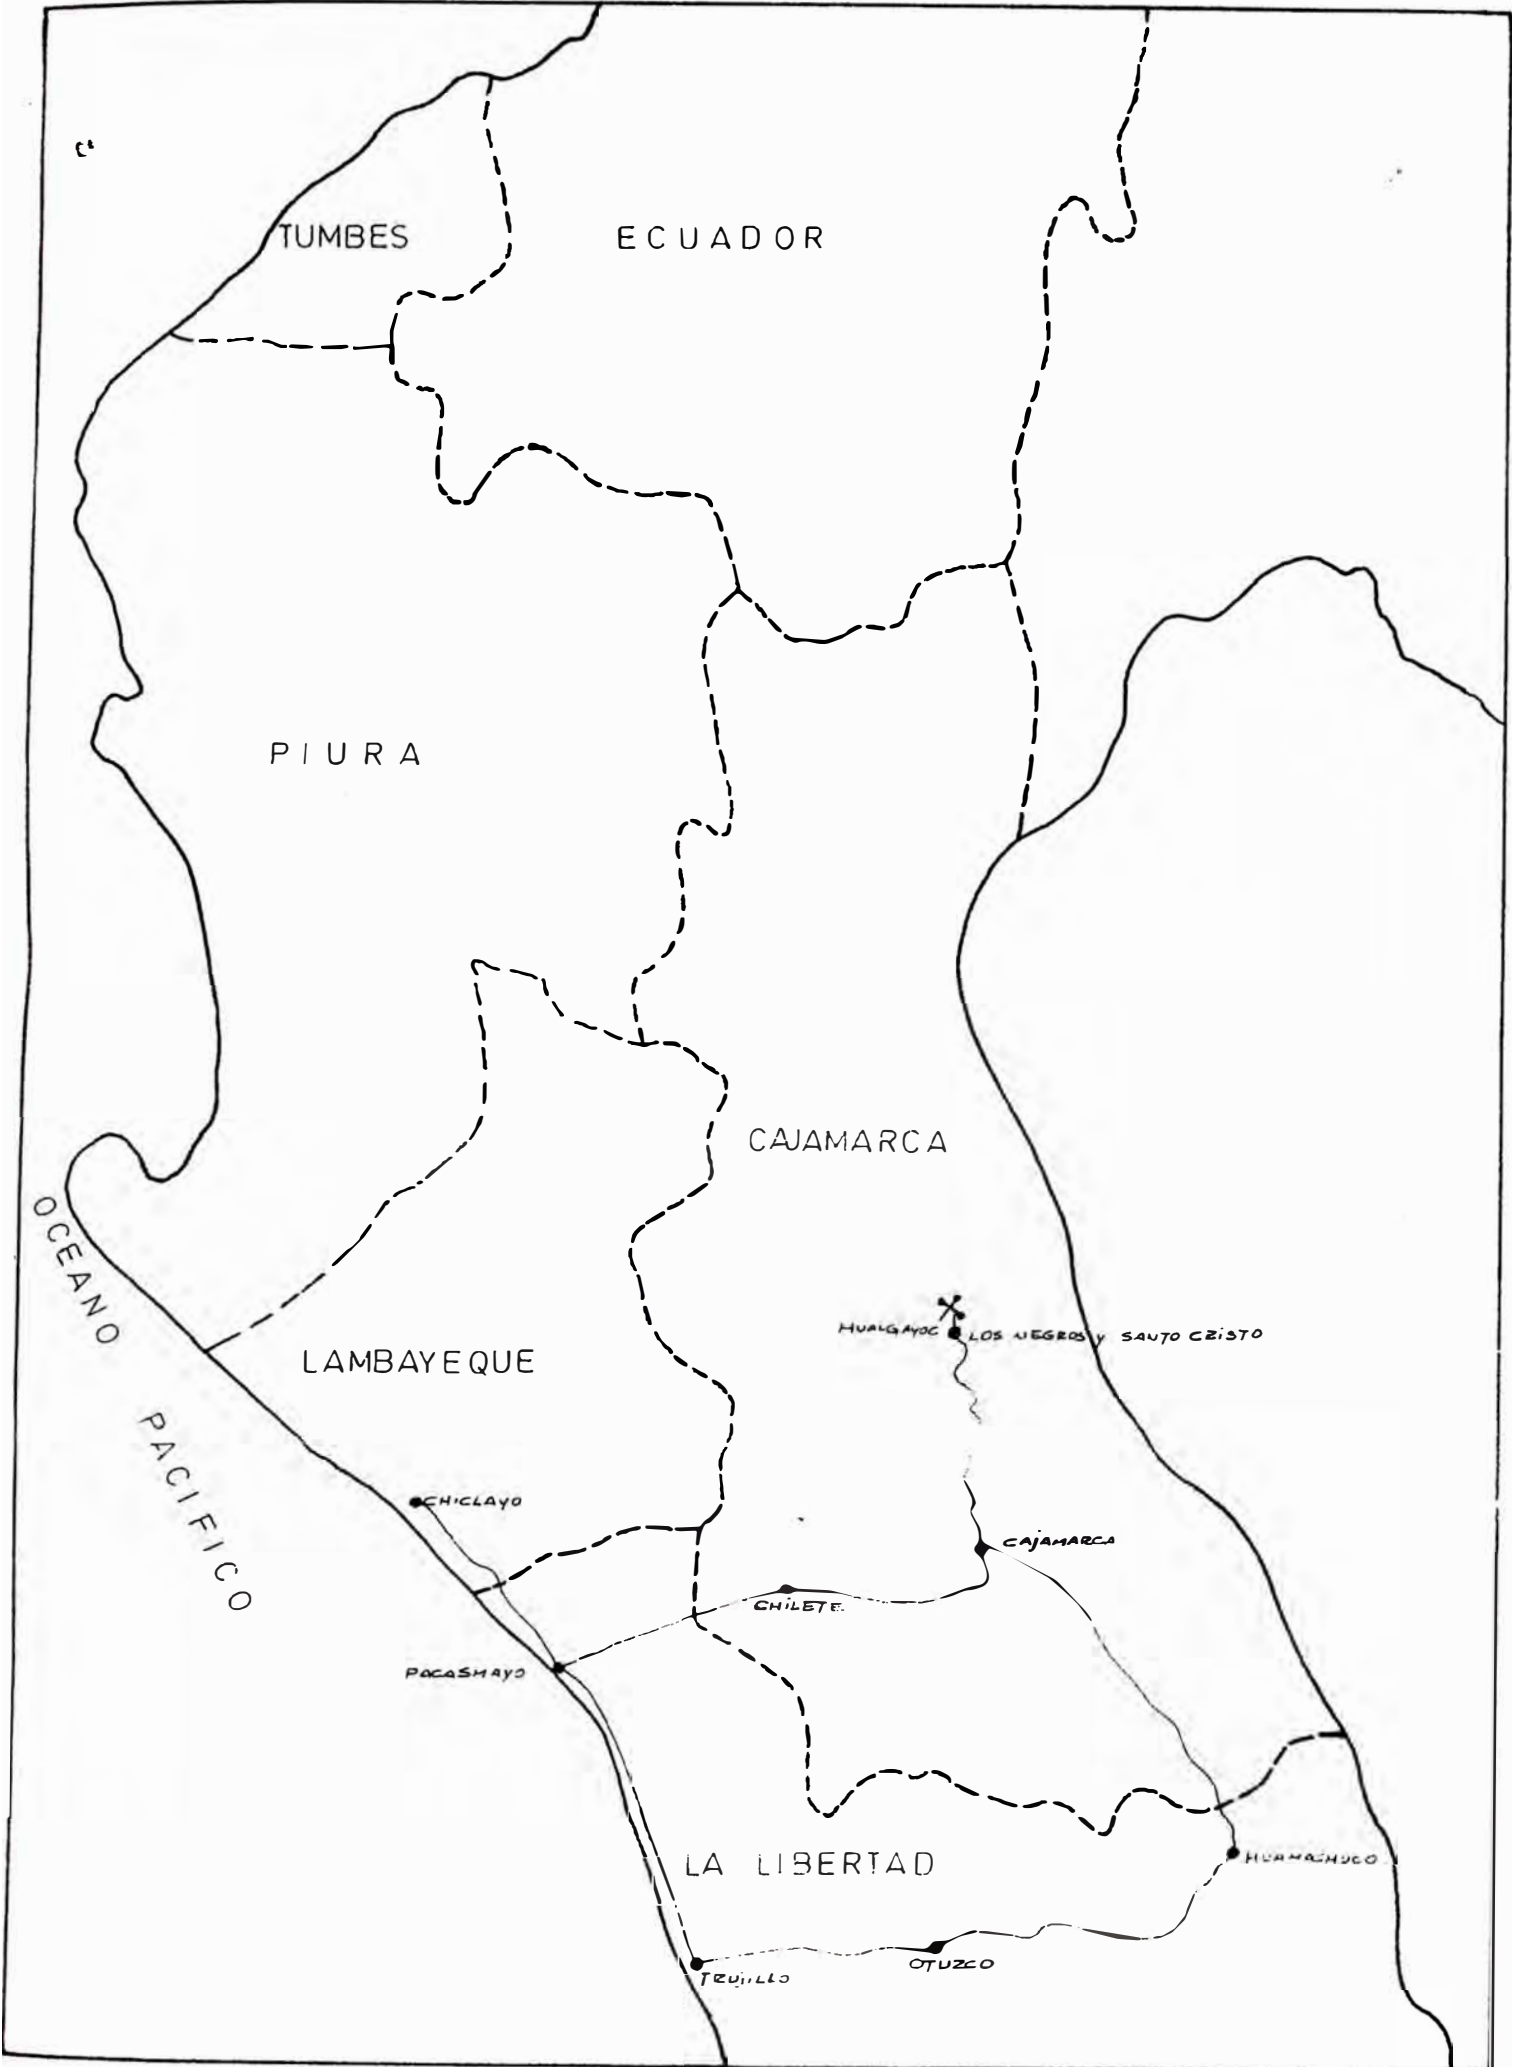 TUMBES
ECUADOR
PIURA
CAJAMARCA
OCEANO PACIFICO
HUALGAYOC LOS NEGROS y SANTO CRISTO
LAMBAYEQUE
CHICLAYO
CAJAMARCA
CHILETE
PACASMAYO
LA LIBERTAD
HUAMACHUCO
OTUZCO
TRUJILLO